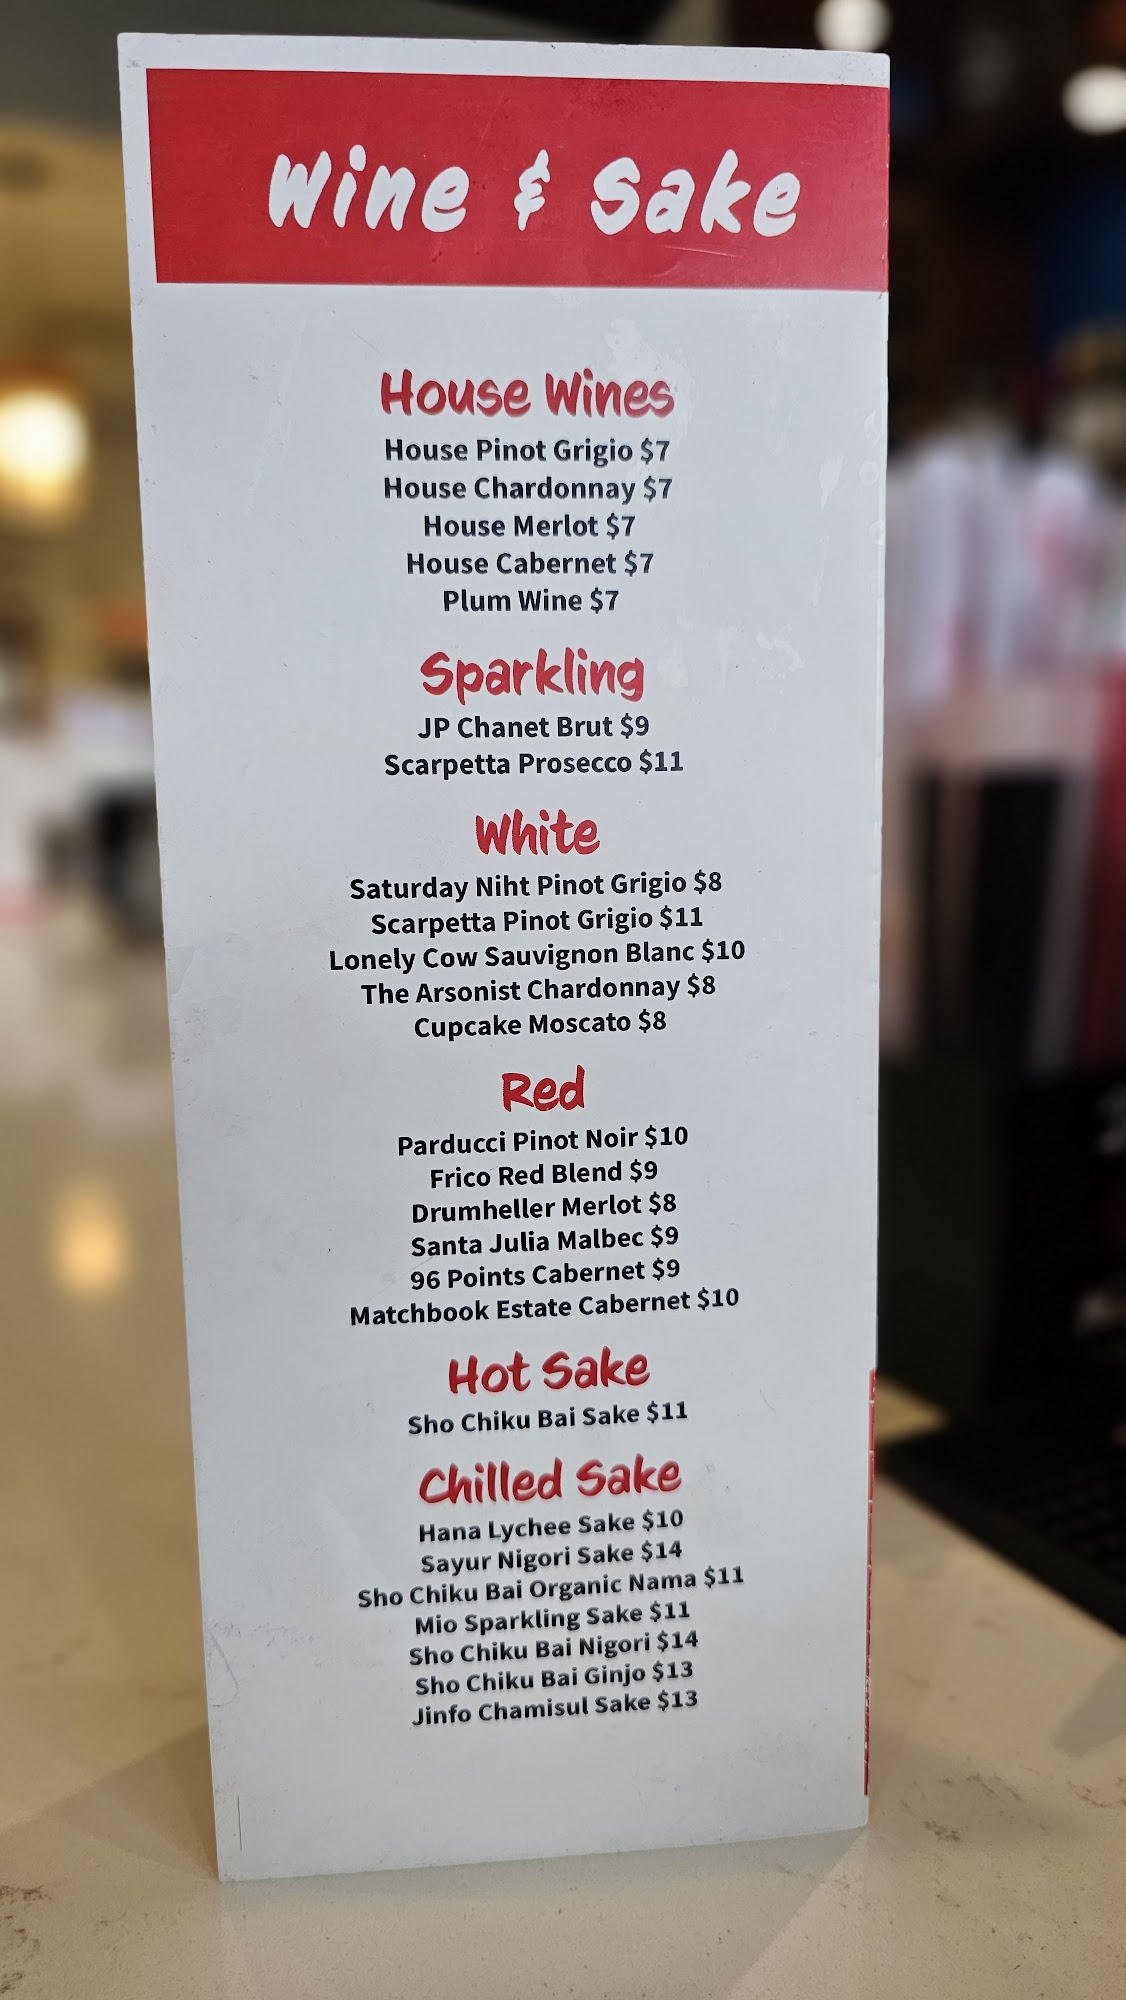 Wine & Sake
House Wines
House Pinot Grigio $7
House Chardonnay $7
House Merlot $7
House Cabernet $7
Plum Wine $7
Sparkling
JP Chanet Brut $9
Scarpetta Prosecco $11
White
Saturday Niht Pinot Grigio $8
Scarpetta Pinot Grigio $11
Lonely Cow Sauvignon Blanc $10
The Arsonist Chardonnay $8
Cupcake Moscato $8
Red
Parducci Pinot Noir $10
Frico Red Blend $9
Drumheller Merlot $8
Santa Julia Malbec $9
96 Points Cabernet $9
Matchbook Estate Cabernet $10
Hot Sake
Sho Chiku Bai Sake $11
Chilled Sake
Hana Lychee Sake $10
Sayur Nigori Sake $14
Sho Chiku Bai Organic Nama $11
Mio Sparkling Sake $11
Sho Chiku Bai Nigori $14
Sho Chiku Bai Ginjo $13
Jinfo Chamisul Sake $13